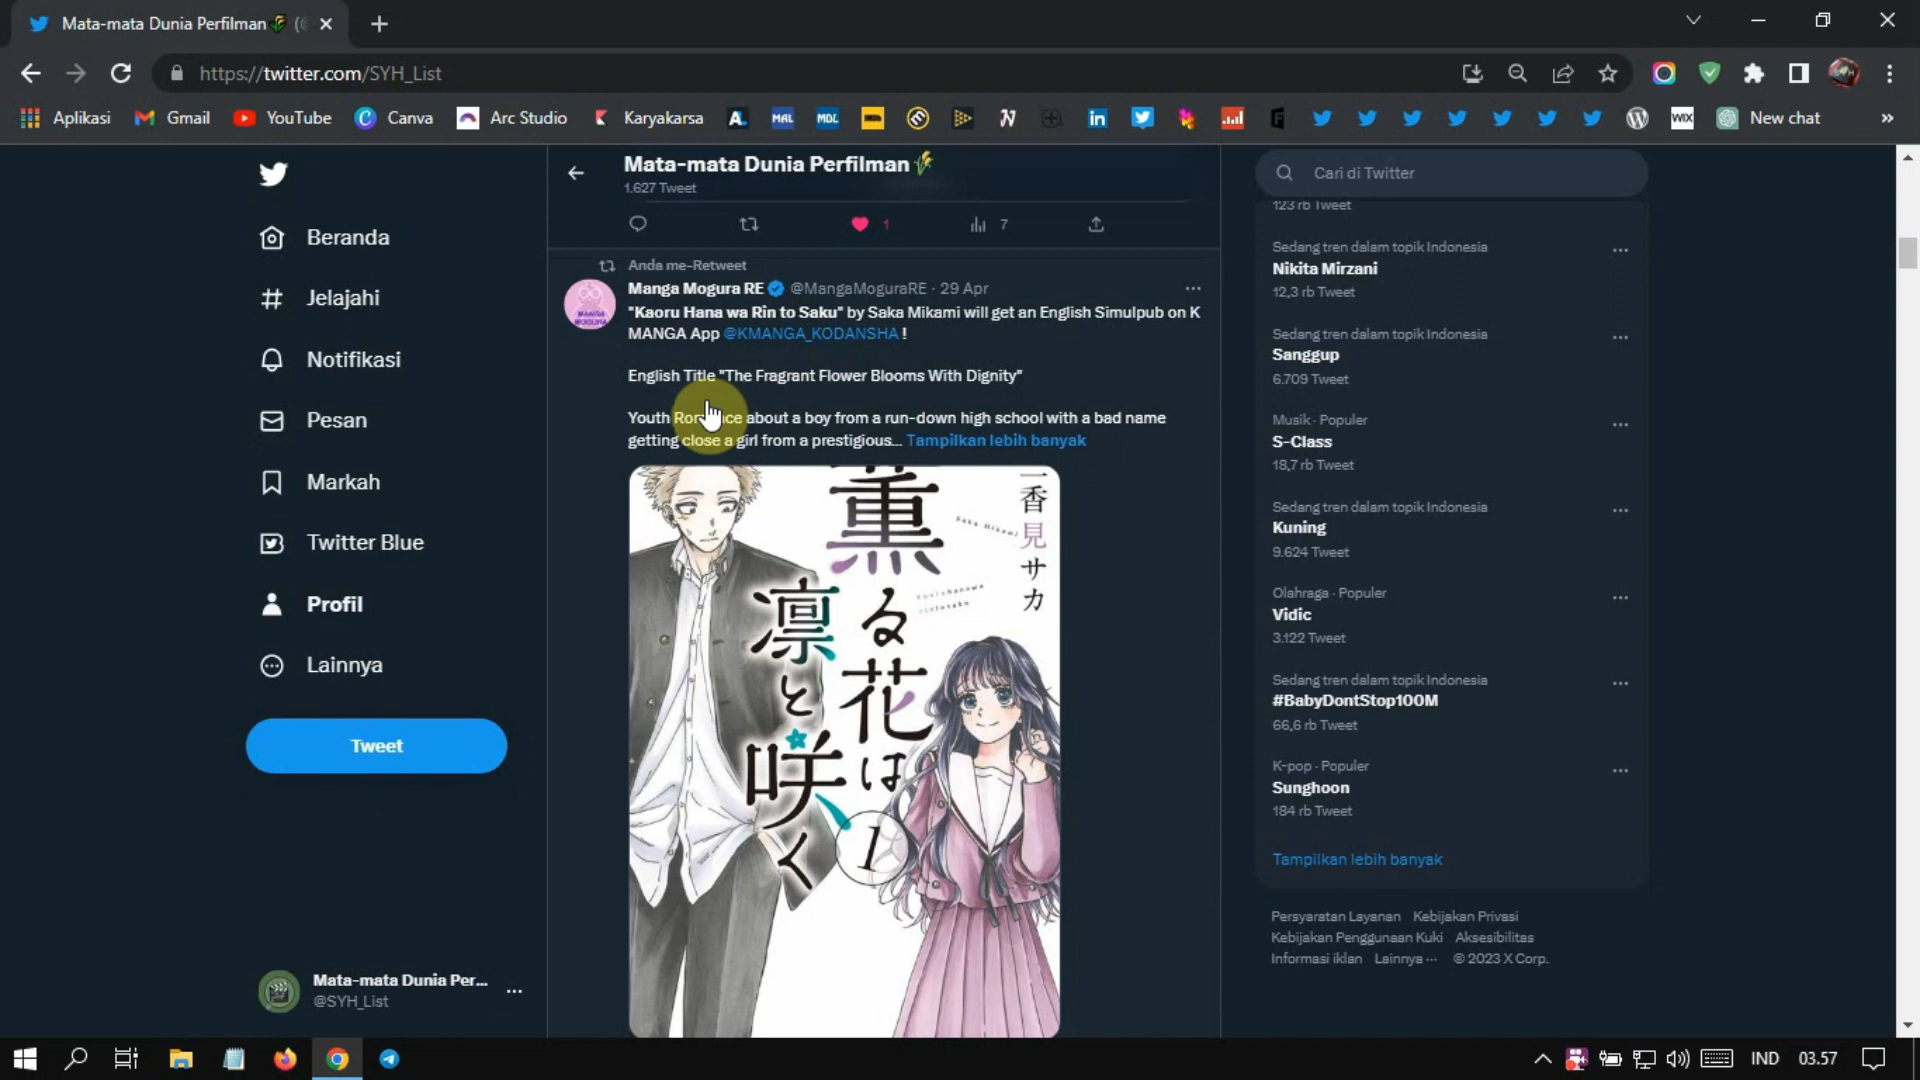 Mata-mata Dunia Perfilman
https://twitter.com/SYH_List
Aplikasi
Gmail
YouTube
Canva
Arc Studio
Karyakarsa
MAL
MDL
WIX
New chat
»
Beranda
Jelajahi
Notifikasi
Pesan
Markah
Twitter Blue
Profil
Lainnya
Tweet
Mata-mata Dunia Per...
@SYH_List
Mata-mata Dunia Perfilman🌾
1.627 Tweet
1
7
Anda me-Retweet
Manga Mogura RE @MangaMoguraRE · 29 Apr
"Kaoru Hana wa Rin to Saku" by Saka Mikami will get an English Simulpub on K
MANGA App @KMANGA_KODANSHA !
English Title "The Fragrant Flower Blooms With Dignity"
Youth about a boy from a run-down high school with a bad name
getting close a girl from a prestigious... Tampilkan lebih banyak
薫る花は
凛と咲く
見サカ
Saka Mikami
1
Cari di Twitter
123 rb Tweet
Sedang tren dalam topik Indonesia
Nikita Mirzani
12,3 rb Tweet
Sedang tren dalam topik Indonesia
Sanggup
6.709 Tweet
Musik · Populer
S-Class
18,7 rb Tweet
Sedang tren dalam topik Indonesia
Kuning
9.624 Tweet
Olahraga · Populer
Vidic
3.122 Tweet
Sedang tren dalam topik Indonesia
#BabyDontStop100M
66,6 rb Tweet
K-pop · Populer
Sunghoon
184 rb Tweet
Tampilkan lebih banyak
Persyaratan Layanan Kebijakan Privasi
Kebijakan Penggunaan Kuki Aksesibilitas
Informasi iklan Lainnya ··· © 2023 X Corp.
IND
03.57